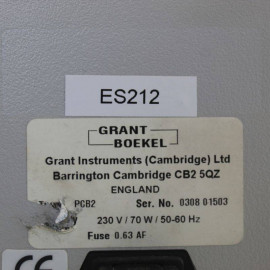 ES212
GRANT
BOEKEL
Grant Instruments (Cambridge) Ltd
Barrington Cambridge CB2 5QZ
ENGLAND
PCB2 Ser. No. 0308 01503
230 V / 70 W / 50-60 Hz
Fuse 0.63 AF
CE